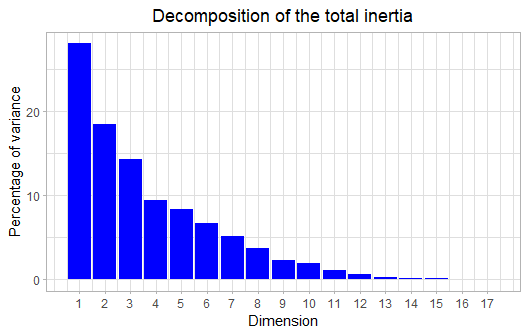 Decomposition of the total inertia
Percentage of variance
20
10
0
1 2 3 4 5 6 7 8 9 10 11 12 13 14 15 16 17
Dimension